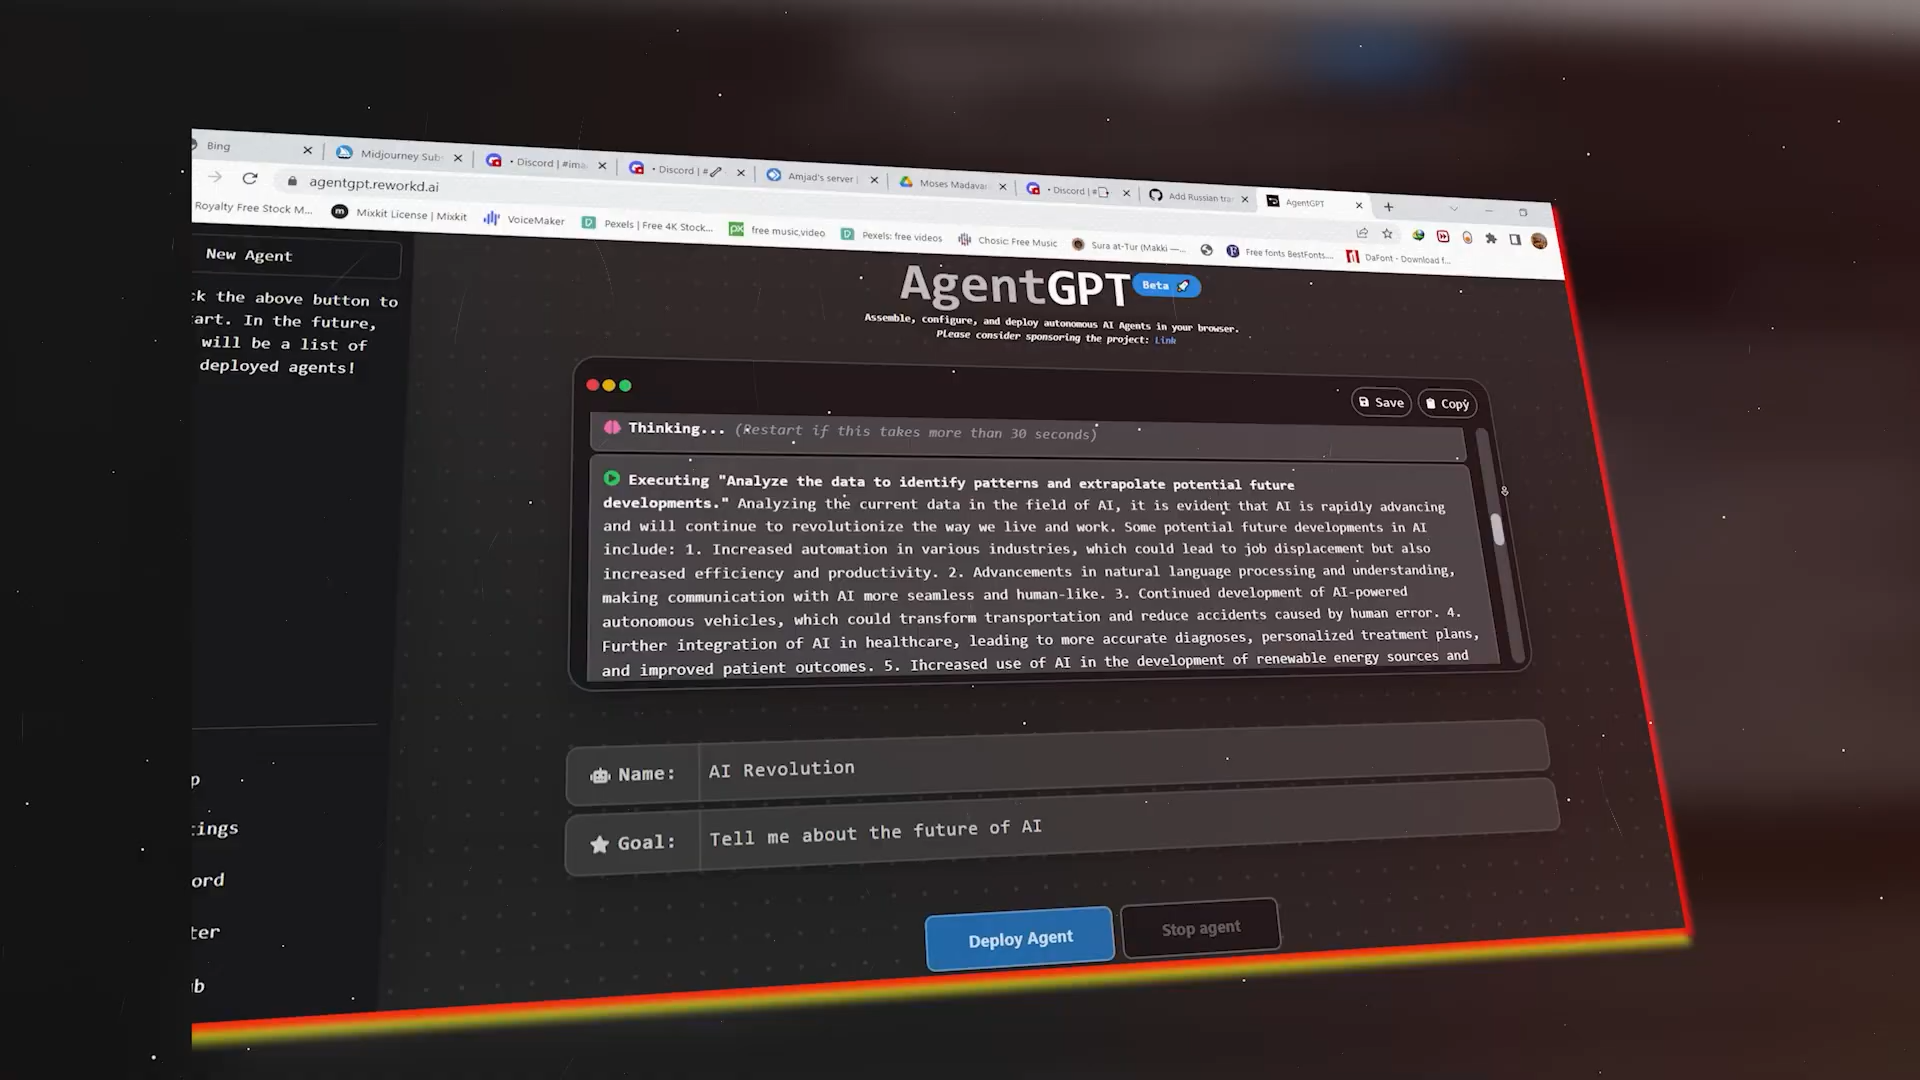 Bing
Midjourney Sub
• Discord | #ima
• Discord | #
Amjad's server |
Moses Madava
• Discord | #
Add Russian tra
AgentGPT
agentgpt.reworkd.ai
Royalty Free Stock M...
Mixkit License | Mixkit
VoiceMaker
Pexels | Free 4K Stock...
free music,video
Pexels: free videos
Chosic: Free Music
Sura at-Tur (Makki —...
Free fonts BestFonts....
DaFont - Download f...
New Agent
ck the above button to
art. In the future,
will be a list of
deployed agents!
AgentGPT
Beta
Assemble, configure, and deploy autonomous AI Agents in your browser.
Please consider sponsoring the project: Link
Save
Copy
Thinking... (Restart if this takes more than 30 seconds)
Executing "Analyze the data to identify patterns and extrapolate potential future
developments." Analyzing the current data in the field of AI, it is evident that AI is rapidly advancing
and will continue to revolutionize the way we live and work. Some potential future developments in AI
include: 1. Increased automation in various industries, which could lead to job displacement but also
increased efficiency and productivity. 2. Advancements in natural language processing and understanding,
making communication with AI more seamless and human-like. 3. Continued development of AI-powered
autonomous vehicles, which could transform transportation and reduce accidents caused by human error. 4.
Further integration of AI in healthcare, leading to more accurate diagnoses, personalized treatment plans,
and improved patient outcomes. 5. Increased use of AI in the development of renewable energy sources and
Name:
AI Revolution
Goal:
Tell me about the future of AI
p
tings
ord
ter
ub
Deploy Agent
Stop agent